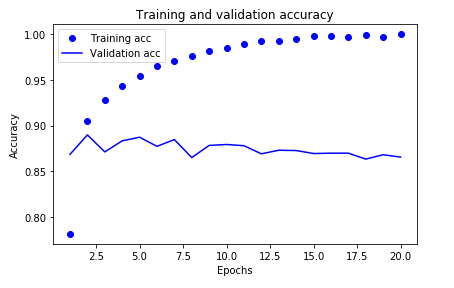 Training and validation accuracy
1.00
0.95
0.90
0.85
0.80
Accuracy
Training acc
Validation acc
2.5 5.0 7.5 10.0 12.5 15.0 17.5 20.0
Epochs